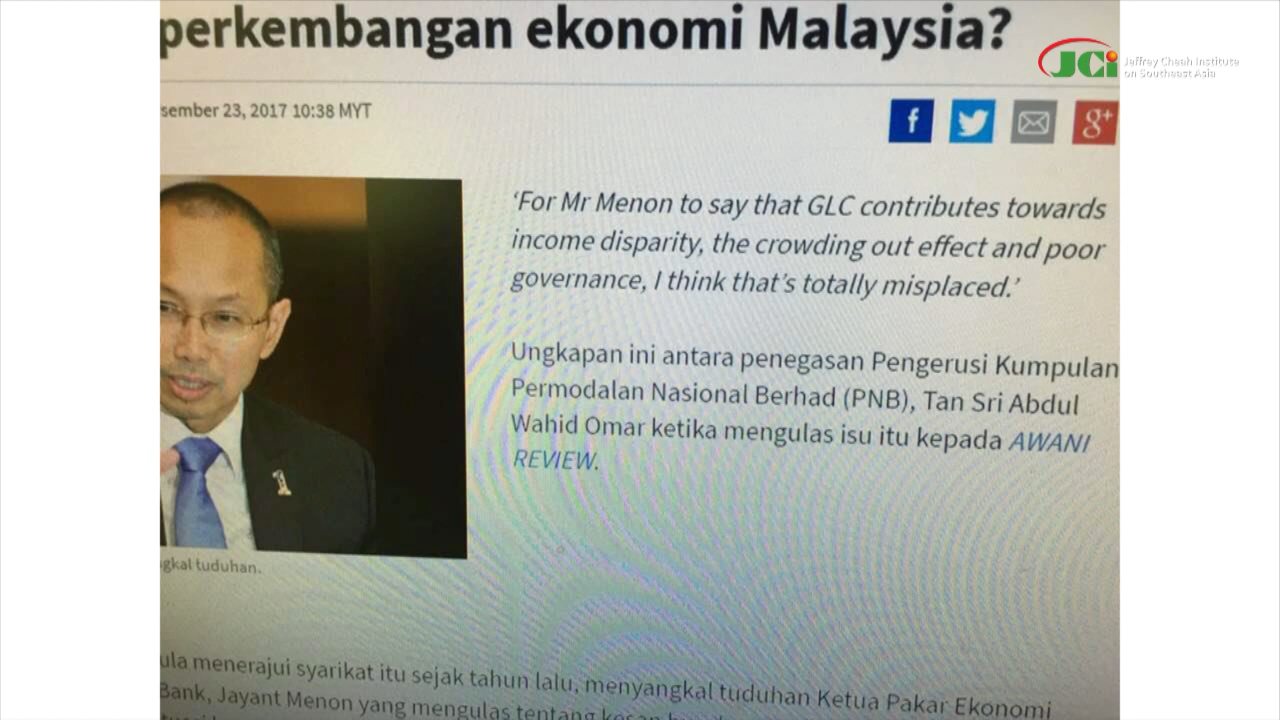 perkembangan ekonomi Malaysia?
JCi Jeffrey Cheah Institute
on Southeast Asia
sember 23, 2017 10:38 MYT
f
g+
‘For Mr Menon to say that GLC contributes towards
income disparity, the crowding out effect and poor
governance, I think that’s totally misplaced.’
Ungkapan ini antara penegasan Pengerusi Kumpulan
Permodalan Nasional Berhad (PNB), Tan Sri Abdul
Wahid Omar ketika mengulas isu itu kepada AWANI
REVIEW.
gkal tuduhan.
ula menerajui syarikat itu sejak tahun lalu, menyangkal tuduhan Ketua Pakar Ekonomi
Bank, Jayant Menon yang mengulas tentang